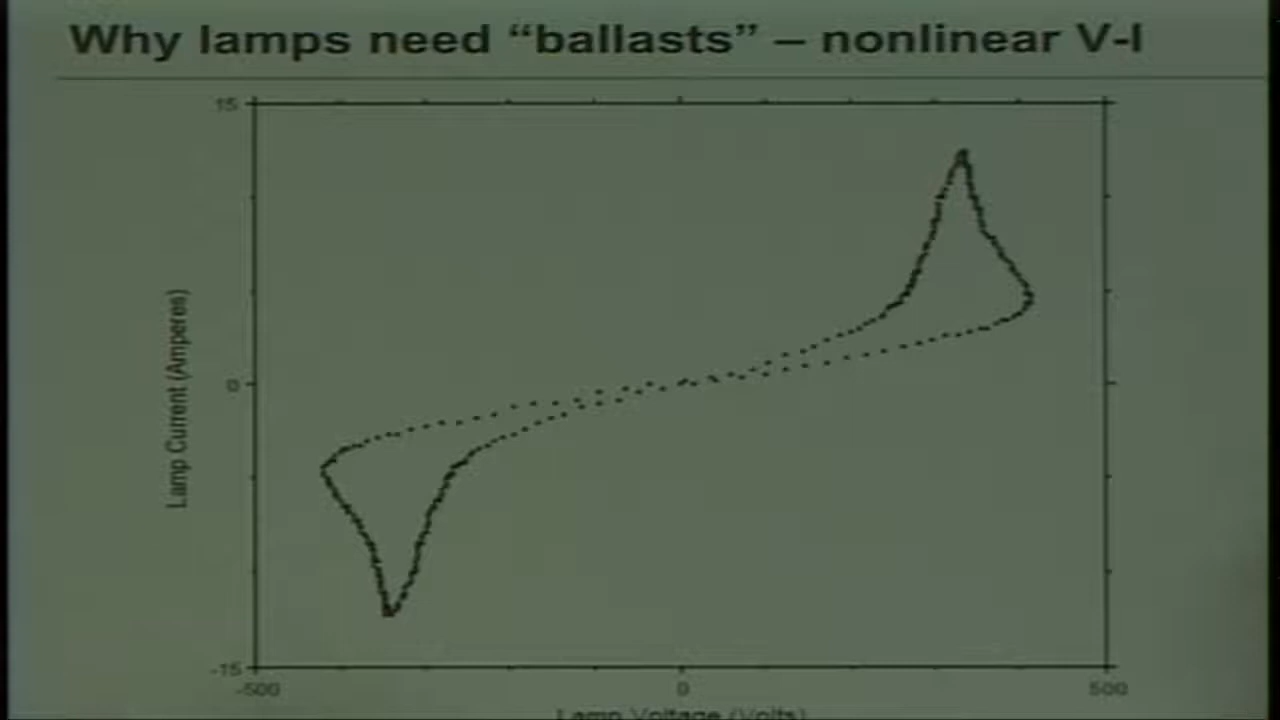 Why lamps need “ballasts” – nonlinear V-I
15
Lamp Current (Amperes)
0
-15
-500
0
500
Lamp Voltage (Volts)